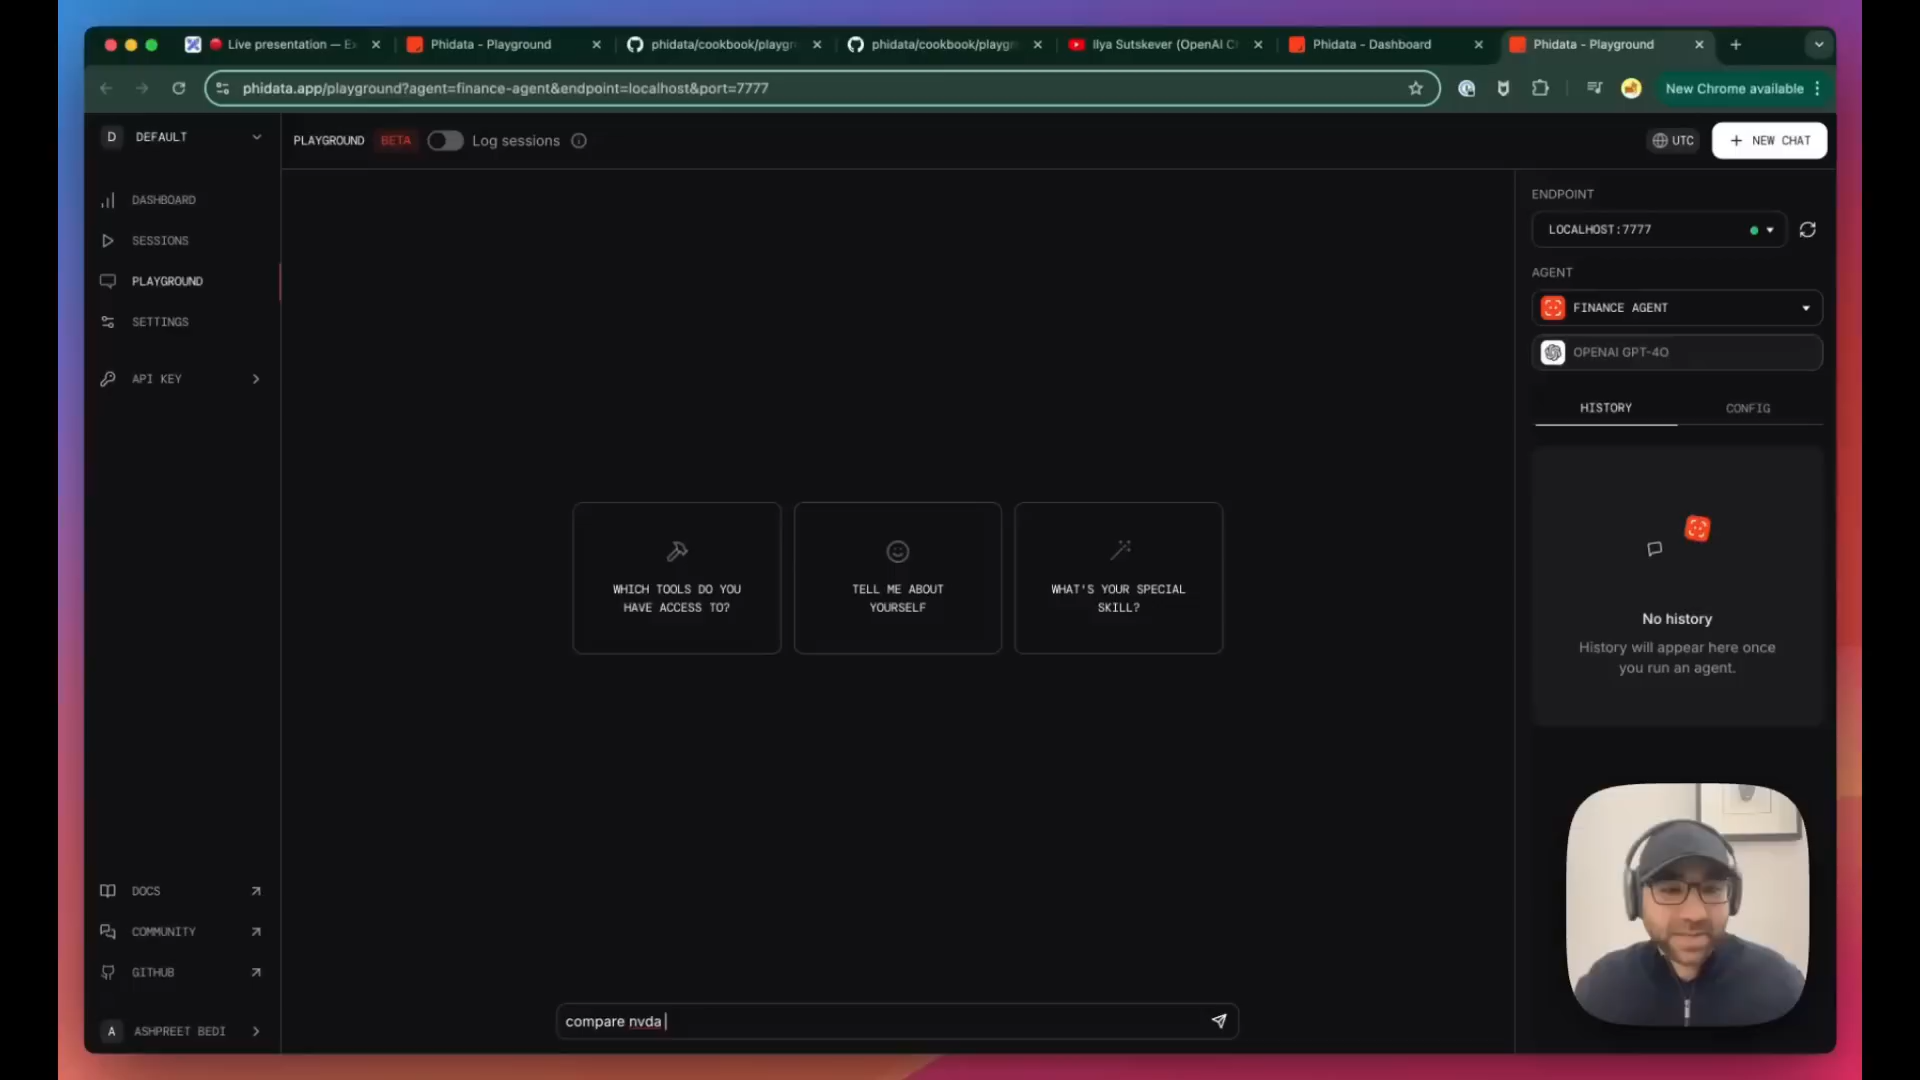 Live presentation — Ex
Phidata - Playground
phidata/cookbook/playgr
phidata/cookbook/playgr
Ilya Sutskever (OpenAI C
Phidata - Dashboard
Phidata - Playground
phidata.app/playground?agent=finance-agent&endpoint=localhost&port=7777
New Chrome available
D DEFAULT
PLAYGROUND BETA Log sessions
UTC
+ NEW CHAT
DASHBOARD
SESSIONS
PLAYGROUND
SETTINGS
API KEY
ENDPOINT
LOCALHOST:7777
AGENT
FINANCE AGENT
OPENAI GPT-4O
HISTORY CONFIG
WHICH TOOLS DO YOU
HAVE ACCESS TO?
TELL ME ABOUT
YOURSELF
WHAT'S YOUR SPECIAL
SKILL?
No history
History will appear here once
you run an agent.
DOCS
COMMUNITY
GITHUB
A ASHPREET BEDI
compare nvda